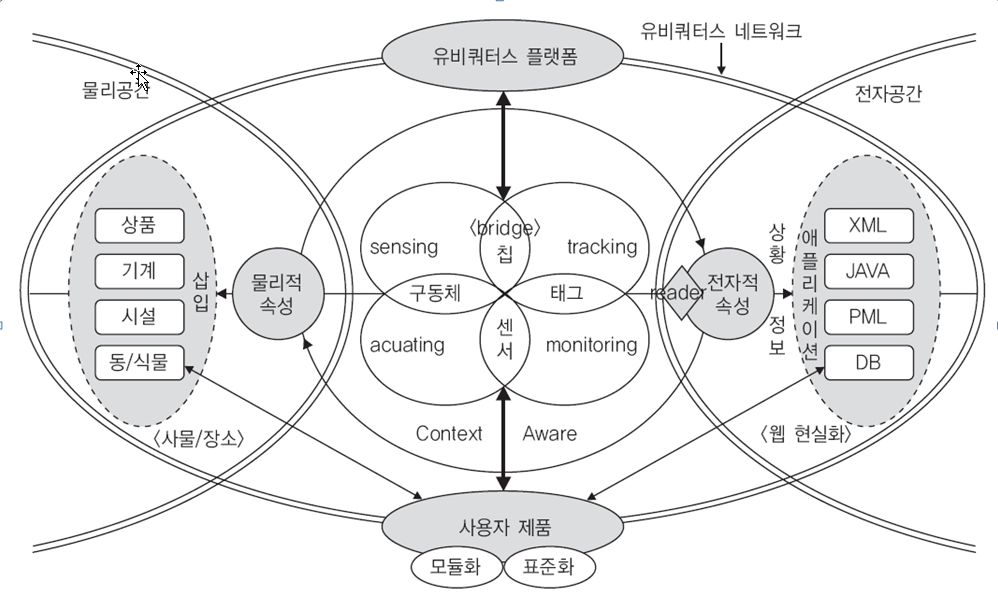 유비쿼터스 플랫폼
유비쿼터스 네트워크
물리공간
전자공간
상품
기계
시설
동/식물
삽입
물리적
속성
〈사물/장소〉
sensing
〈bridge〉
칩
tracking
구동체
태그
acuating
센서
monitoring
Context Aware
reader
전자적
속성
상황 정보
애플리케이션
XML
JAVA
PML
DB
〈웹 현실화〉
사용자 제품
모듈화
표준화